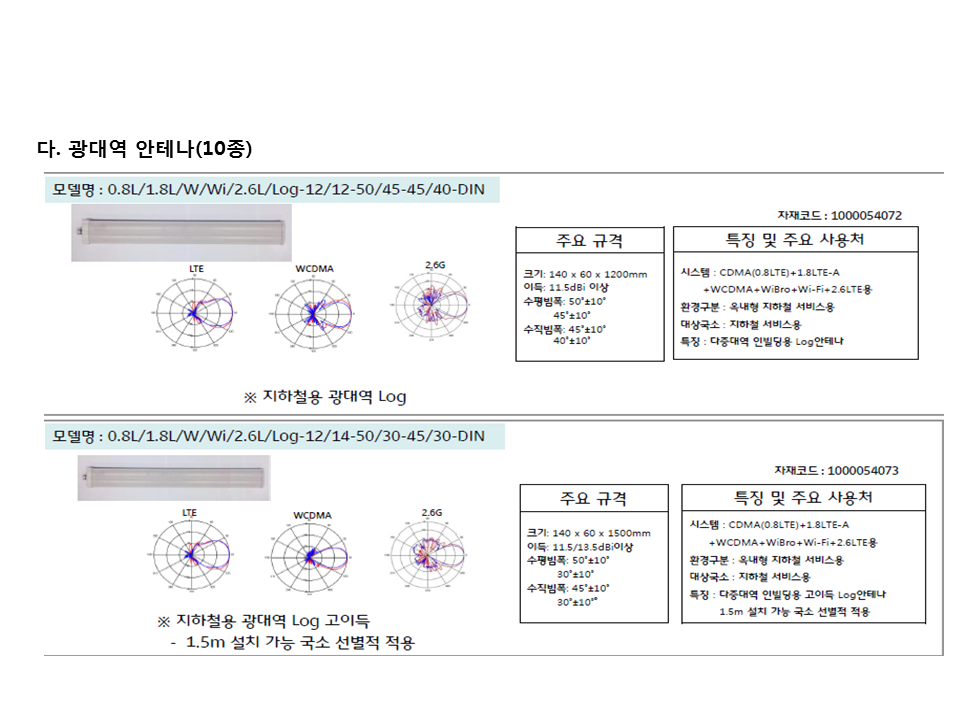 다. 광대역 안테나(10종)
모델명 : 0.8L/1.8L/W/Wi/2.6L/Log-12/12-50/45-45/40-DIN
자재코드 : 1000054072
LTE
WCDMA
2.6G
주요 규격
크기: 140 x 60 x 1200mm
이득: 11.5dBi 이상
수평빔폭: 50°±10°
45°±10°
수직빔폭: 45°±10°
40°±10°
특징 및 주요 사용처
시스템 : CDMA(0.8LTE)+1.8LTE-A
+WCDMA+WiBro+Wi-Fi+2.6LTE용
환경구분 : 옥내형 지하철 서비스용
대상국소 : 지하철 서비스용
특징 : 다중대역 인빌딩용 Log안테나
※ 지하철용 광대역 Log
모델명 : 0.8L/1.8L/W/Wi/2.6L/Log-12/14-50/30-45/30-DIN
자재코드 : 1000054073
LTE
WCDMA
2.6G
주요 규격
크기: 140 x 60 x 1500mm
이득: 11.5/13.5dBi이상
수평빔폭: 50°±10°
30°±10°
수직빔폭: 45°±10°
30°±10°°
특징 및 주요 사용처
시스템 : CDMA(0.8LTE)+1.8LTE-A
+WCDMA+WiBro+Wi-Fi+2.6LTE용
환경구분 : 옥내형 지하철 서비스용
대상국소 : 지하철 서비스용
특징 : 다중대역 인빌딩용 고이득 Log안테나
1.5m 설치 가능 국소 선별적 적용
※ 지하철용 광대역 Log 고이득
- 1.5m 설치 가능 국소 선별적 적용